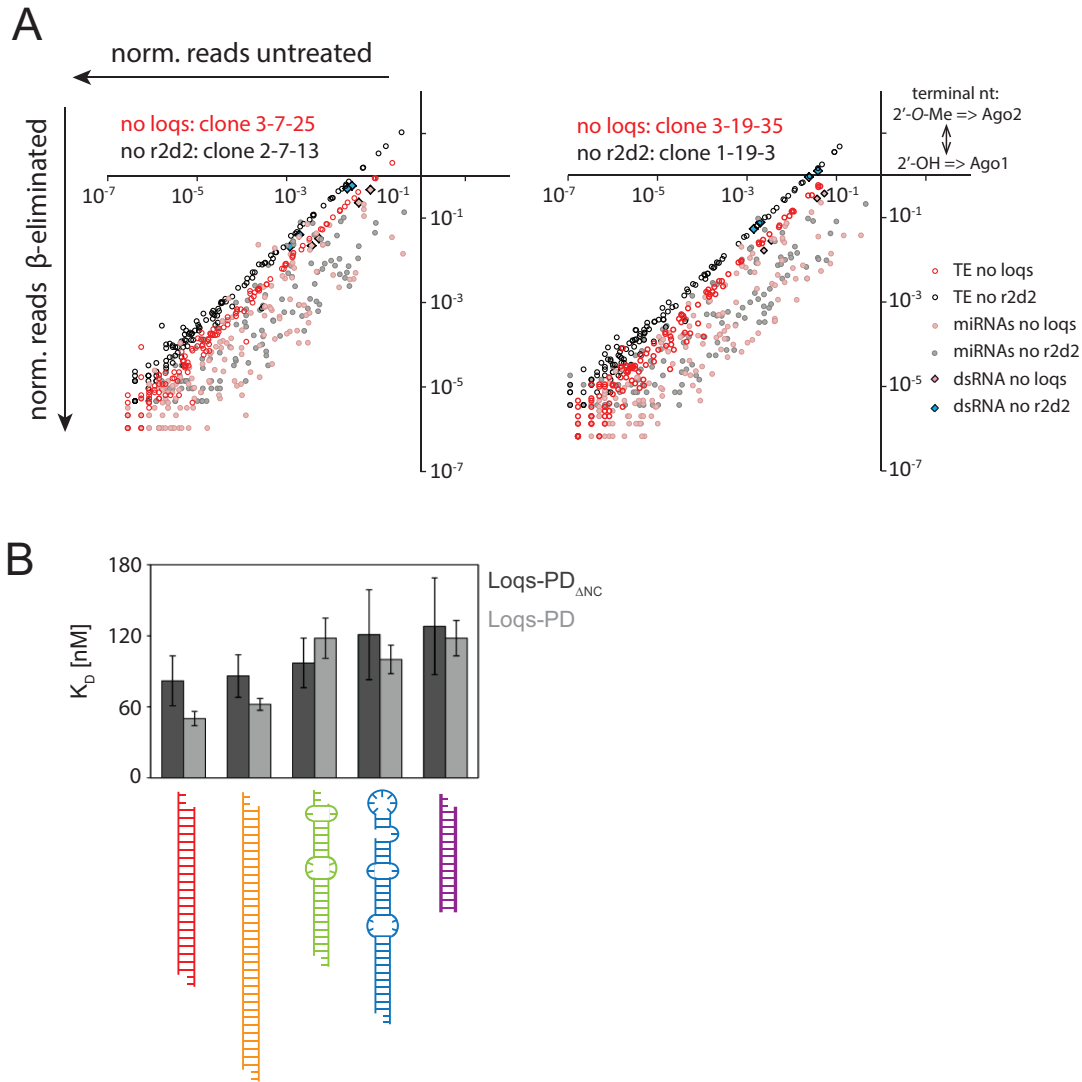 A
norm. reads untreated
norm. reads β-eliminated
no loqs: clone 3-7-25
no r2d2: clone 2-7-13
10-7
10-5
10-3
10-1
10-1
10-3
10-5
10-7
no loqs: clone 3-19-35
no r2d2: clone 1-19-3
10-7
10-5
10-3
10-1
10-1
10-3
10-5
10-7
terminal nt:
2'-O-Me => Ago2
2'-OH => Ago1
TE no loqs
TE no r2d2
miRNAs no loqs
miRNAs no r2d2
dsRNA no loqs
dsRNA no r2d2
B
KD [nM]
180
120
60
0
Loqs-PDΔNC
Loqs-PD